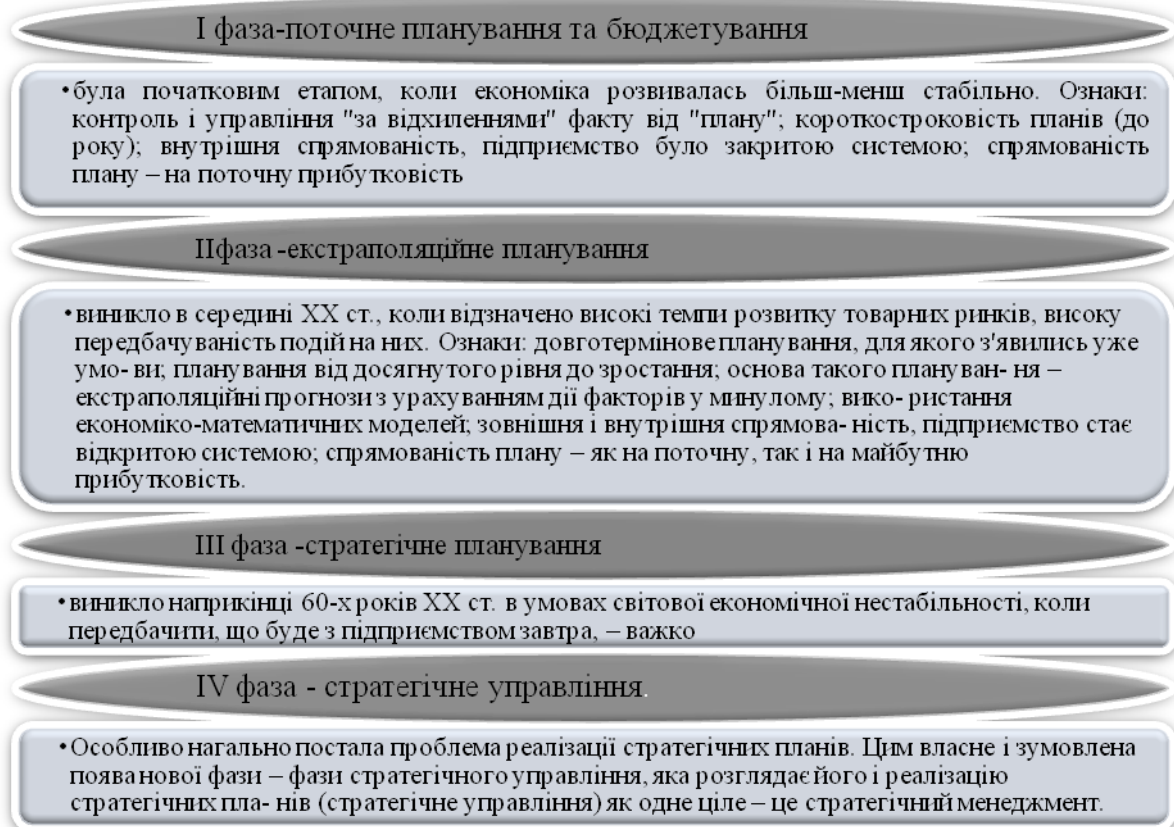 І фаза-поточне планування та бюджетування
•була початковим етапом, коли економіка розвивалась більш-менш стабільно. Ознаки:
контроль і управління "за відхиленнями" факту від "плану"; короткостроковість планів (до
року); внутрішня спрямованість, підприємство було закритою системою; спрямованість
плану – на поточну прибутковість
ІІфаза -екстраполяційне планування
•виникло в середині ХХ ст., коли відзначено високі темпи розвитку товарних ринків, високу
передбачуваність подій на них. Ознаки: довготермінове планування, для якого з'явились уже
умо- ви; планування від досягнутого рівня до зростання; основа такого плануван- ня –
екстраполяційні прогнози з урахуванням дії факторів у минулому; вико- ристання
економіко-математичних моделей; зовнішня і внутрішня спрямова- ність, підприємство стає
відкритою системою; спрямованість плану – як на поточну, так і на майбутню
прибутковість.
ІІІ фаза -стратегічне планування
•виникло наприкінці 60-х років ХХ ст. в умовах світової економічної нестабільності, коли
передбачити, що буде з підприємством завтра, – важко
IV фаза - стратегічне управління.
•Особливо нагально постала проблема реалізації стратегічних планів. Цим власне і зумовлена
поява нової фази – фази стратегічного управління, яка розглядає його і реалізацію
стратегічних пла- нів (стратегічне управління) як одне ціле – це стратегічний менеджмент.